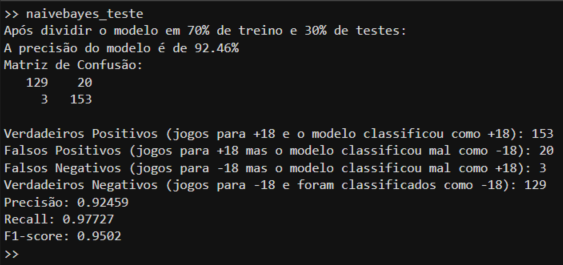 >> naivebayes_teste
Após dividir o modelo em 70% de treino e 30% de testes:
A precisão do modelo é de 92.46%
Matriz de Confusão:
129 20
3 153
Verdadeiros Positivos (jogos para +18 e o modelo classificou como +18): 153
Falsos Positivos (jogos para +18 mas o modelo classificou mal como -18): 20
Falsos Negativos (jogos para -18 mas o modelo classificou mal como +18): 3
Verdadeiros Negativos (jogos para -18 e foram classificados como -18): 129
Precisão: 0.92459
Recall: 0.97727
F1-score: 0.9502
>>